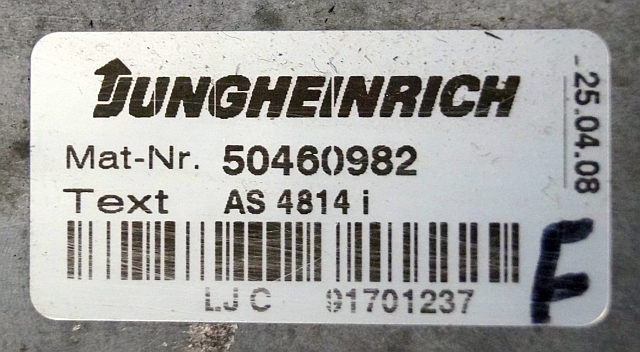 JUNGHEINRICH
Mat-Nr. 50460982
Text AS 4814 i
LJ C 91701237
25.04.08
F